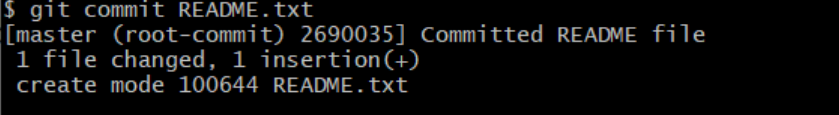 $ git commit README.txt
[master (root-commit) 2690035] Committed README file
1 file changed, 1 insertion(+)
create mode 100644 README.txt